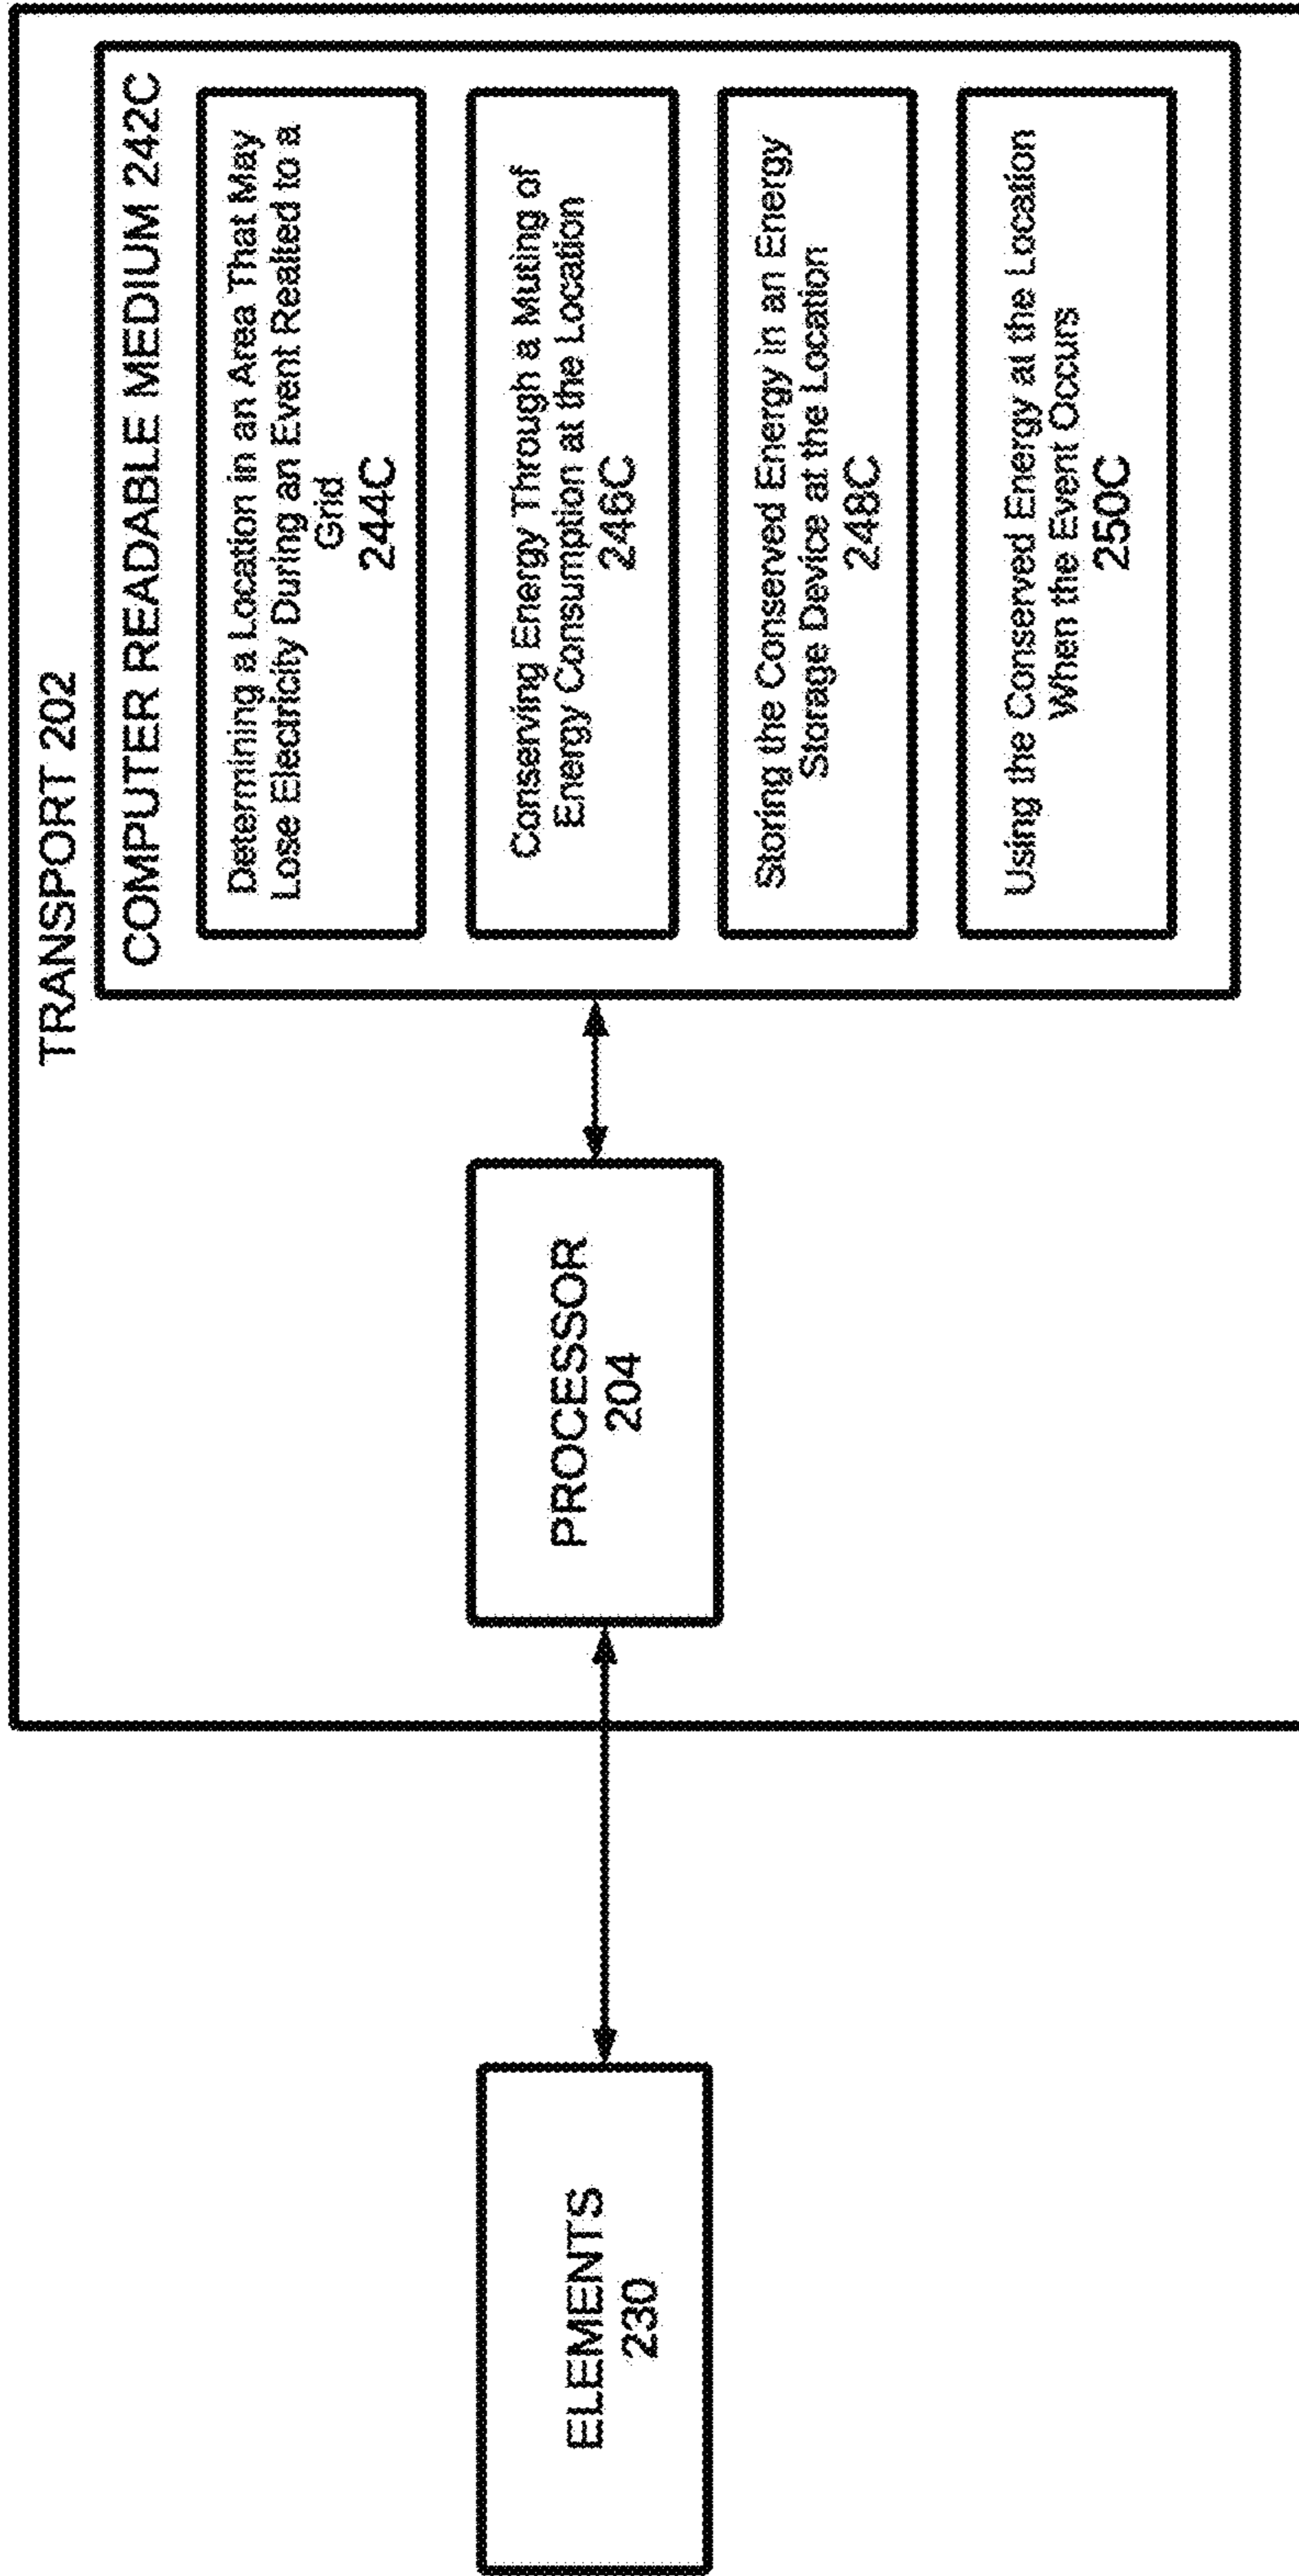 TRANSPORT 202
COMPUTER READABLE MEDIUM 242C
Determining a Location in an Area That May
Lose Electricity During an Event Realted to a
Grid
244C
Conserving Energy Through a Muting of
Energy Consumption at the Location
246C
Storing the Conserved Energy in an Energy
Storage Device at the Location
248C
Using the Conserved Energy at the Location
When the Event Occurs
250C
PROCESSOR
204
ELEMENTS
230